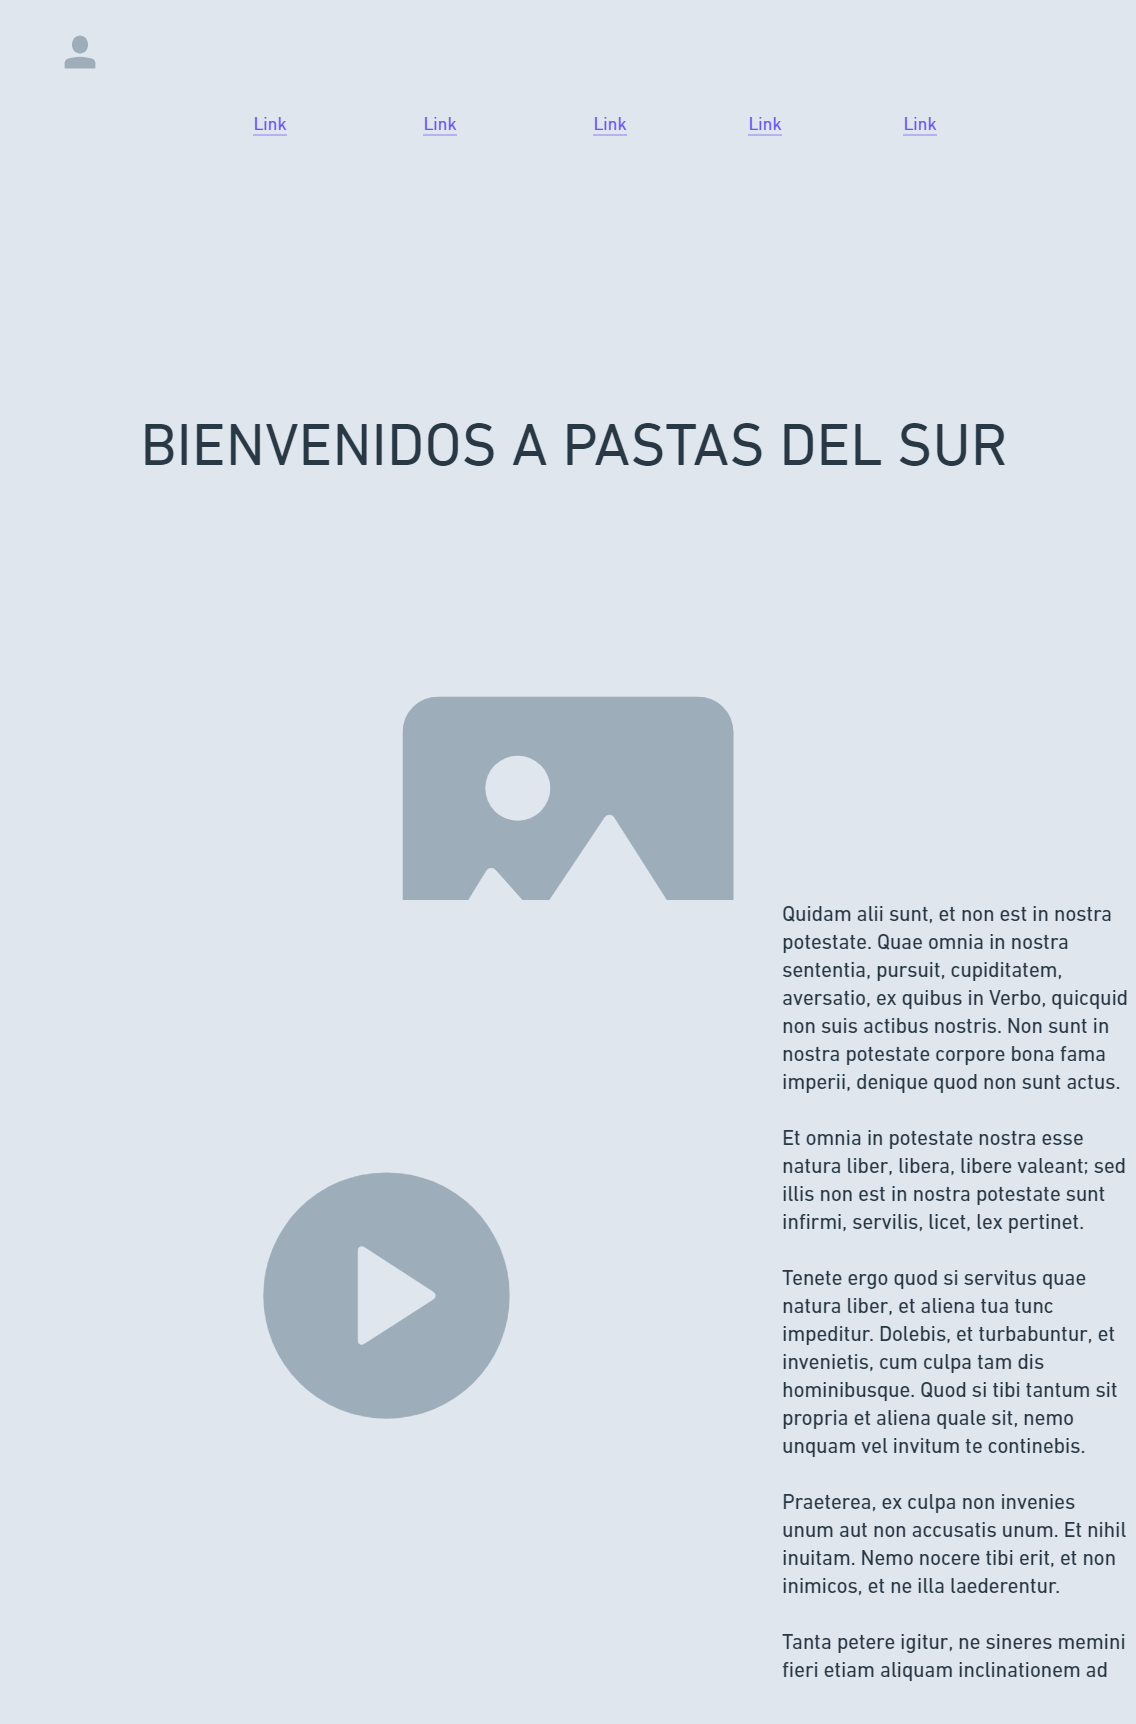 Link Link Link Link Link
BIENVENIDOS A PASTAS DEL SUR
Quidam alii sunt, et non est in nostra
potestate. Quae omnia in nostra
sententia, pursuit, cupiditatem,
aversatio, ex quibus in Verbo, quicquid
non suis actibus nostris. Non sunt in
nostra potestate corpore bona fama
imperii, denique quod non sunt actus.
Et omnia in potestate nostra esse
natura liber, libera, libere valeant; sed
illis non est in nostra potestate sunt
infirmi, servilis, licet, lex pertinet.
Tenete ergo quod si servitus quae
natura liber, et aliena tua tunc
impeditur. Dolebis, et turbabuntur, et
invenietis, cum culpa tam dis
hominibusque. Quod si tibi tantum sit
propria et aliena quale sit, nemo
unquam vel invitum te continebis.
Praeterea, ex culpa non invenies
unum aut non accusatis unum. Et nihil
inuitam. Nemo nocere tibi erit, et non
inimicos, et ne illa laederentur.
Tanta petere igitur, ne sineres memini
fieri etiam aliquam inclinationem ad